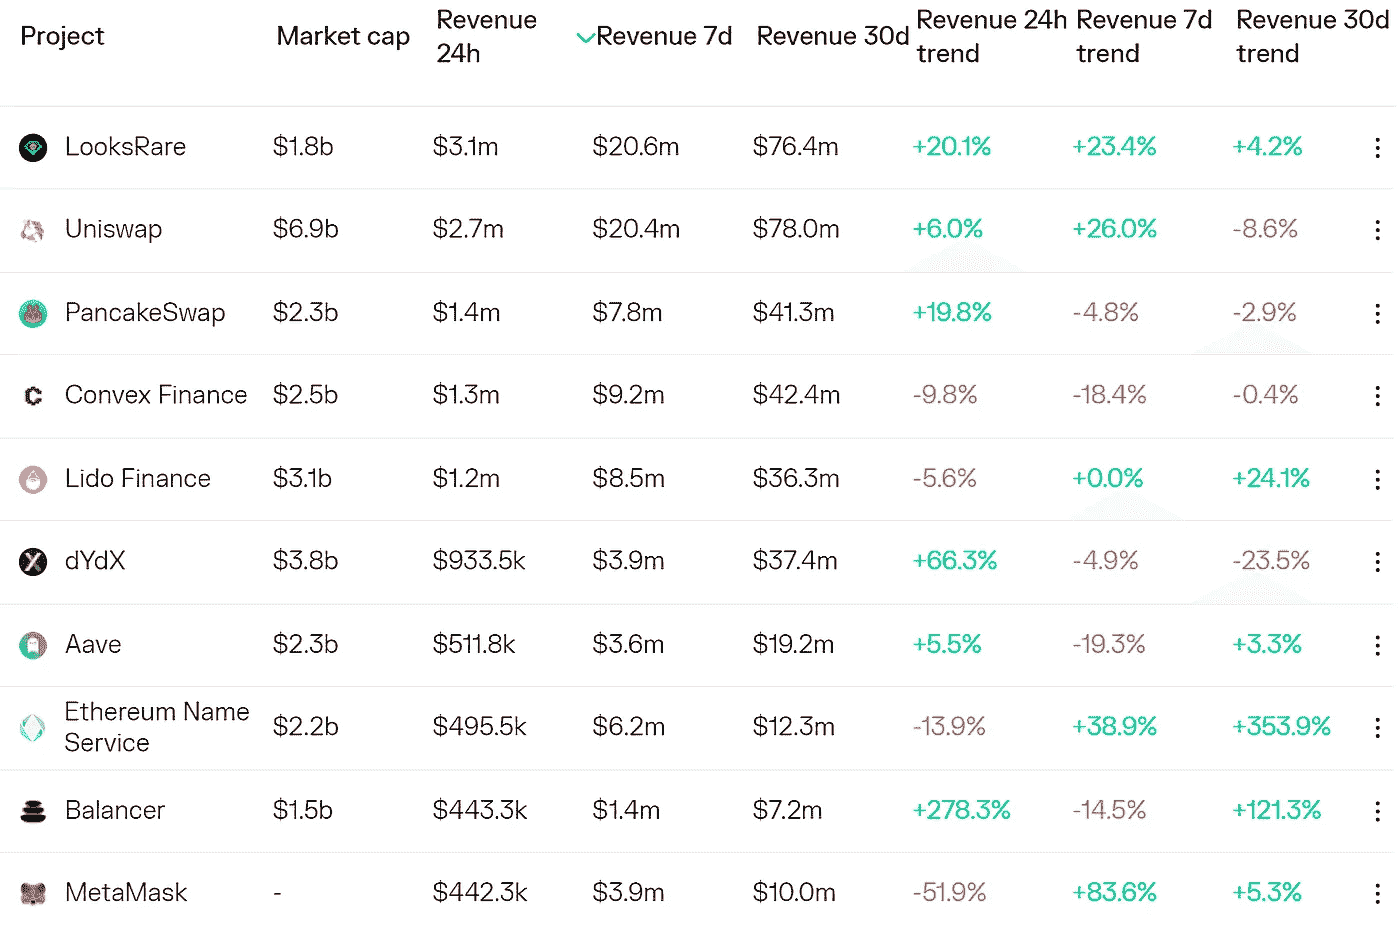 Project Market cap Revenue 24h Revenue 7d Revenue 30d Revenue 24h trend Revenue 7d trend Revenue 30d trend
LooksRare $1.8b $3.1m $20.6m $76.4m +20.1% +23.4% +4.2%
Uniswap $6.9b $2.7m $20.4m $78.0m +6.0% +26.0% -8.6%
PancakeSwap $2.3b $1.4m $7.8m $41.3m +19.8% -4.8% -2.9%
Convex Finance $2.5b $1.3m $9.2m $42.4m -9.8% -18.4% -0.4%
Lido Finance $3.1b $1.2m $8.5m $36.3m -5.6% +0.0% +24.1%
dYdX $3.8b $933.5k $3.9m $37.4m +66.3% -4.9% -23.5%
Aave $2.3b $511.8k $3.6m $19.2m +5.5% -19.3% +3.3%
Ethereum Name Service $2.2b $495.5k $6.2m $12.3m -13.9% +38.9% +353.9%
Balancer $1.5b $443.3k $1.4m $7.2m +278.3% -14.5% +121.3%
MetaMask - $442.3k $3.9m $10.0m -51.9% +83.6% +5.3%